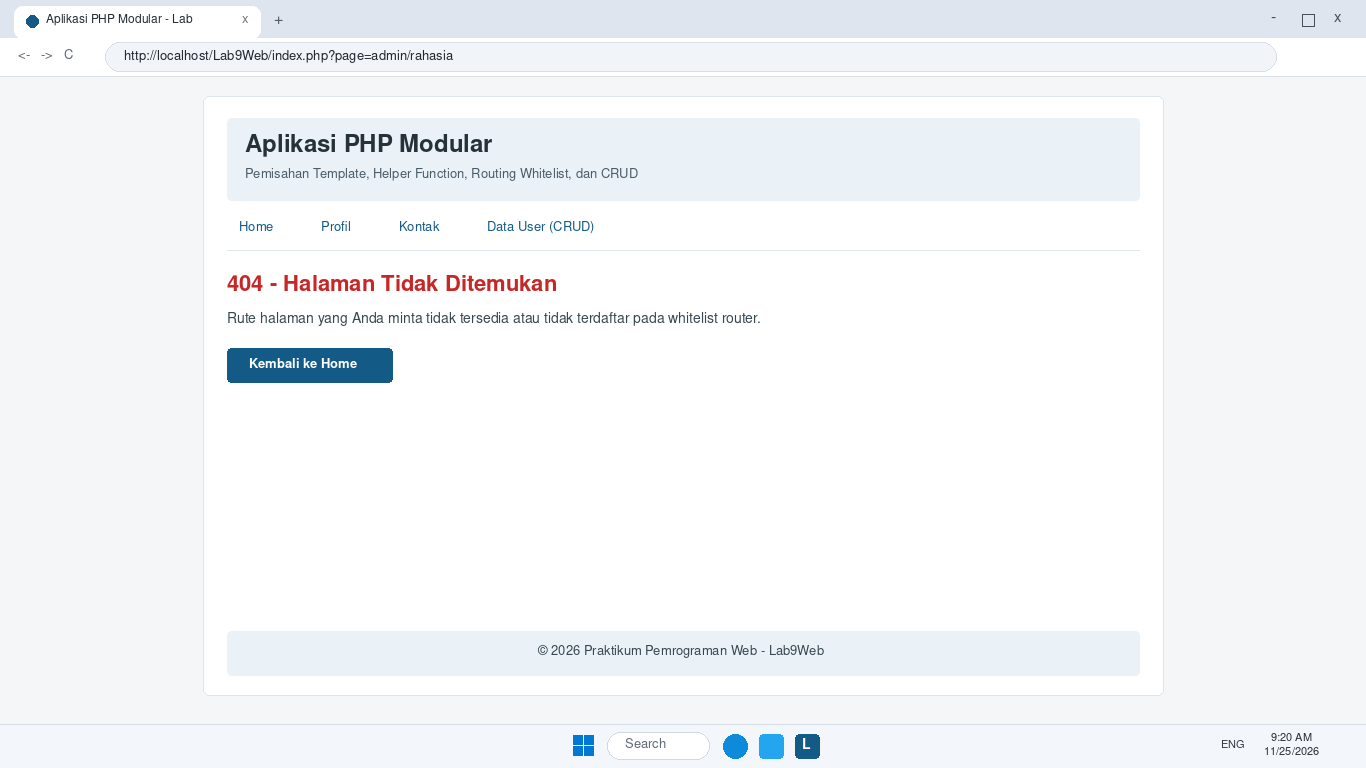 Aplikasi PHP Modular - Lab x +
- x
<- -> C http://localhost/Lab9Web/index.php?page=admin/rahasia
Aplikasi PHP Modular
Pemisahan Template, Helper Function, Routing Whitelist, dan CRUD
Home Profil Kontak Data User (CRUD)
404 - Halaman Tidak Ditemukan
Rute halaman yang Anda minta tidak tersedia atau tidak terdaftar pada whitelist router.
Kembali ke Home
© 2026 Praktikum Pemrograman Web - Lab9Web
Search L ENG 9:20 AM
11/25/2026